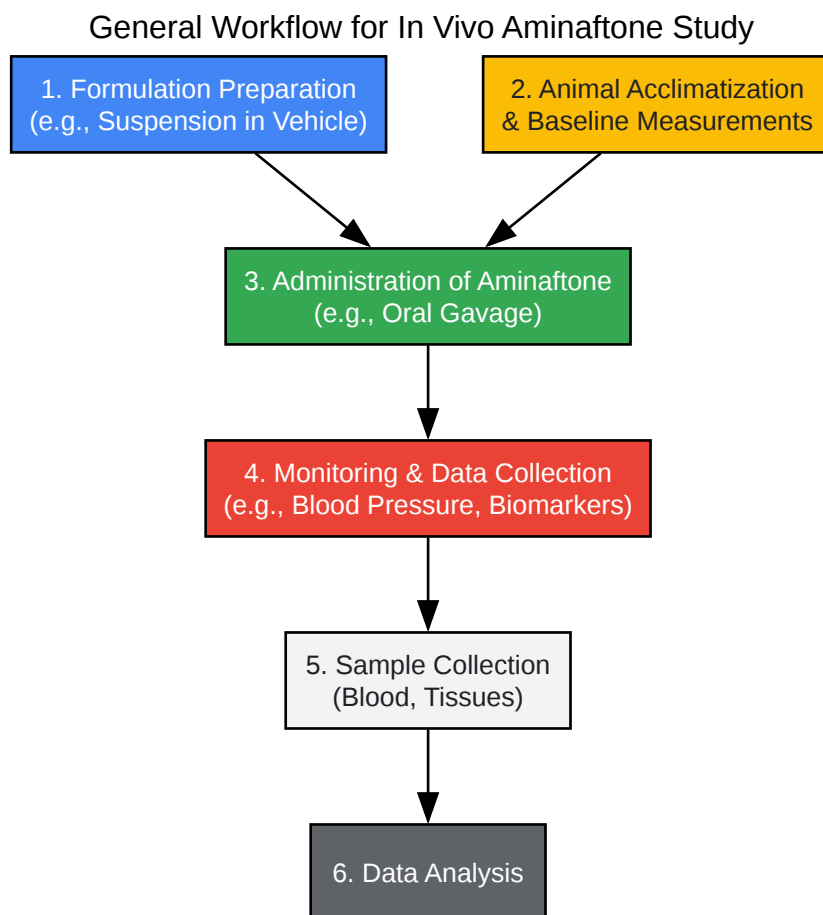 General Workflow for In Vivo Aminaftone Study
1. Formulation Preparation
(e.g., Suspension in Vehicle)
2. Animal Acclimatization
& Baseline Measurements
3. Administration of Aminaftone
(e.g., Oral Gavage)
4. Monitoring & Data Collection
(e.g., Blood Pressure, Biomarkers)
5. Sample Collection
(Blood, Tissues)
6. Data Analysis